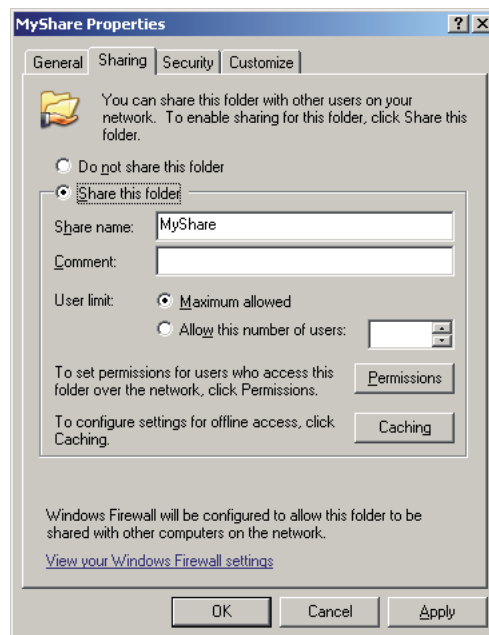 MyShare Properties
General Sharing Security Customize
You can share this folder with other users on your
network. To enable sharing for this folder, click Share this
folder.
Do not share this folder
Share this folder
Share name: MyShare
Comment:
User limit: Maximum allowed
Allow this number of users:
To set permissions for users who access this
folder over the network, click Permissions.
Permissions
To configure settings for offline access, click
Caching.
Caching
Windows Firewall will be configured to allow this folder to be
shared with other computers on the network.
View your Windows Firewall settings
OK Cancel Apply